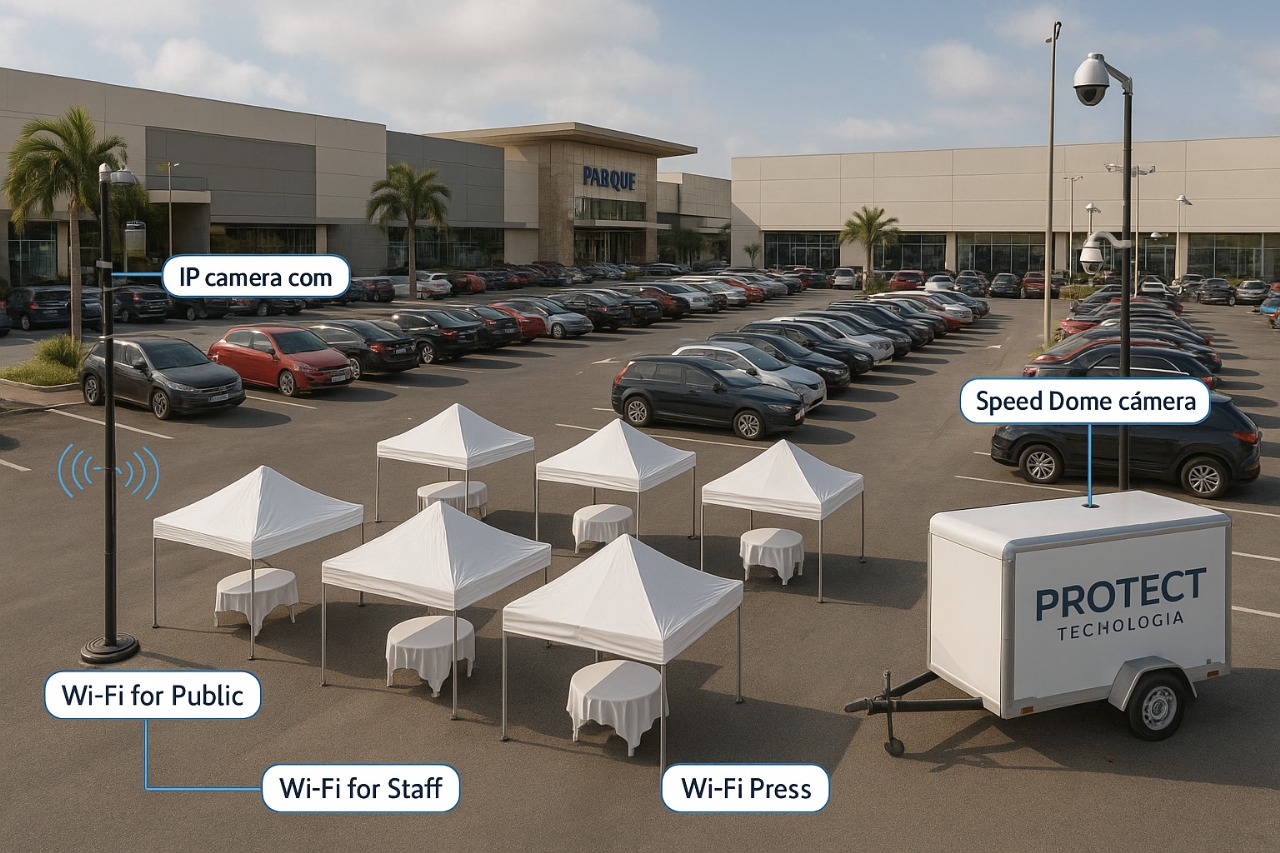 PARQUE
IP camera com
Speed Dome cámera
PROTECT
TECHOLOGIA
Wi-Fi for Public
Wi-Fi for Staff
Wi-Fi Press